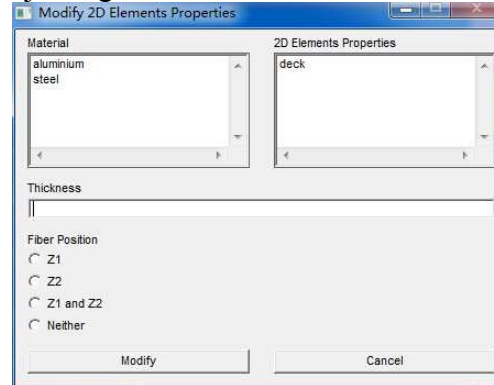 Modify 2D Elements Properties
Material
2D Elements Properties
aluminium
steel
deck
Thickness
Fiber Position
Z1
Z2
Z1 and Z2
Neither
Modify
Cancel